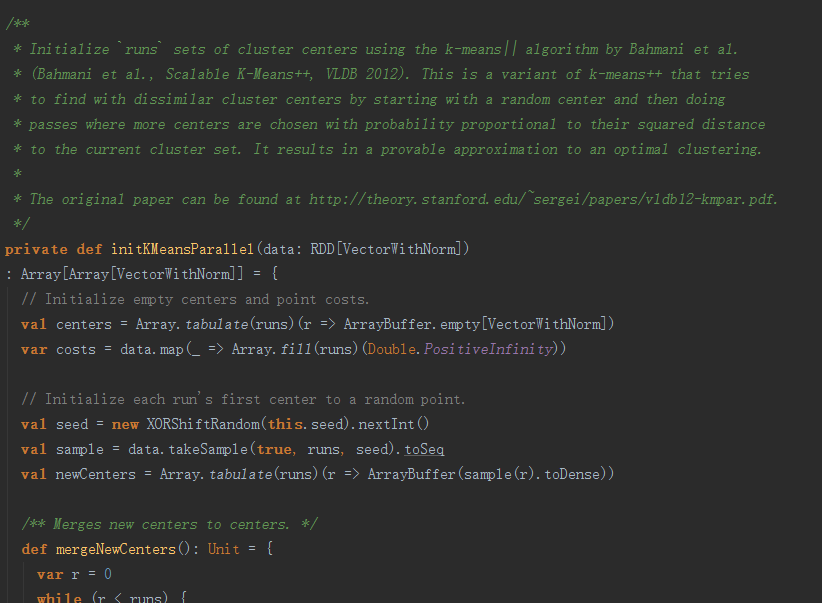 /**
 * Initialize `runs` sets of cluster centers using the k-means|| algorithm by Bahmani et al.
 * (Bahmani et al., Scalable K-Means++, VLDB 2012). This is a variant of k-means++ that tries
 * to find with dissimilar cluster centers by starting with a random center and then doing
 * passes where more centers are chosen with probability proportional to their squared distance
 * to the current cluster set. It results in a provable approximation to an optimal clustering.
 *
 * The original paper can be found at http://theory.stanford.edu/~sergei/papers/vldb12-kmpar.pdf.
 */
private def initKMeansParallel(data: RDD[VectorWithNorm])
: Array[Array[VectorWithNorm]] = {
  // Initialize empty centers and point costs.
  val centers = Array.tabulate(runs)(r => ArrayBuffer.empty[VectorWithNorm])
  var costs = data.map(_ => Array.fill(runs)(Double.PositiveInfinity))

  // Initialize each run's first center to a random point.
  val seed = new XORShiftRandom(this.seed).nextInt()
  val sample = data.takeSample(true, runs, seed).toSeq
  val newCenters = Array.tabulate(runs)(r => ArrayBuffer(sample(r).toDense))

  /** Merges new centers to centers. */
  def mergeNewCenters(): Unit = {
    var r = 0
    while (r < runs) {